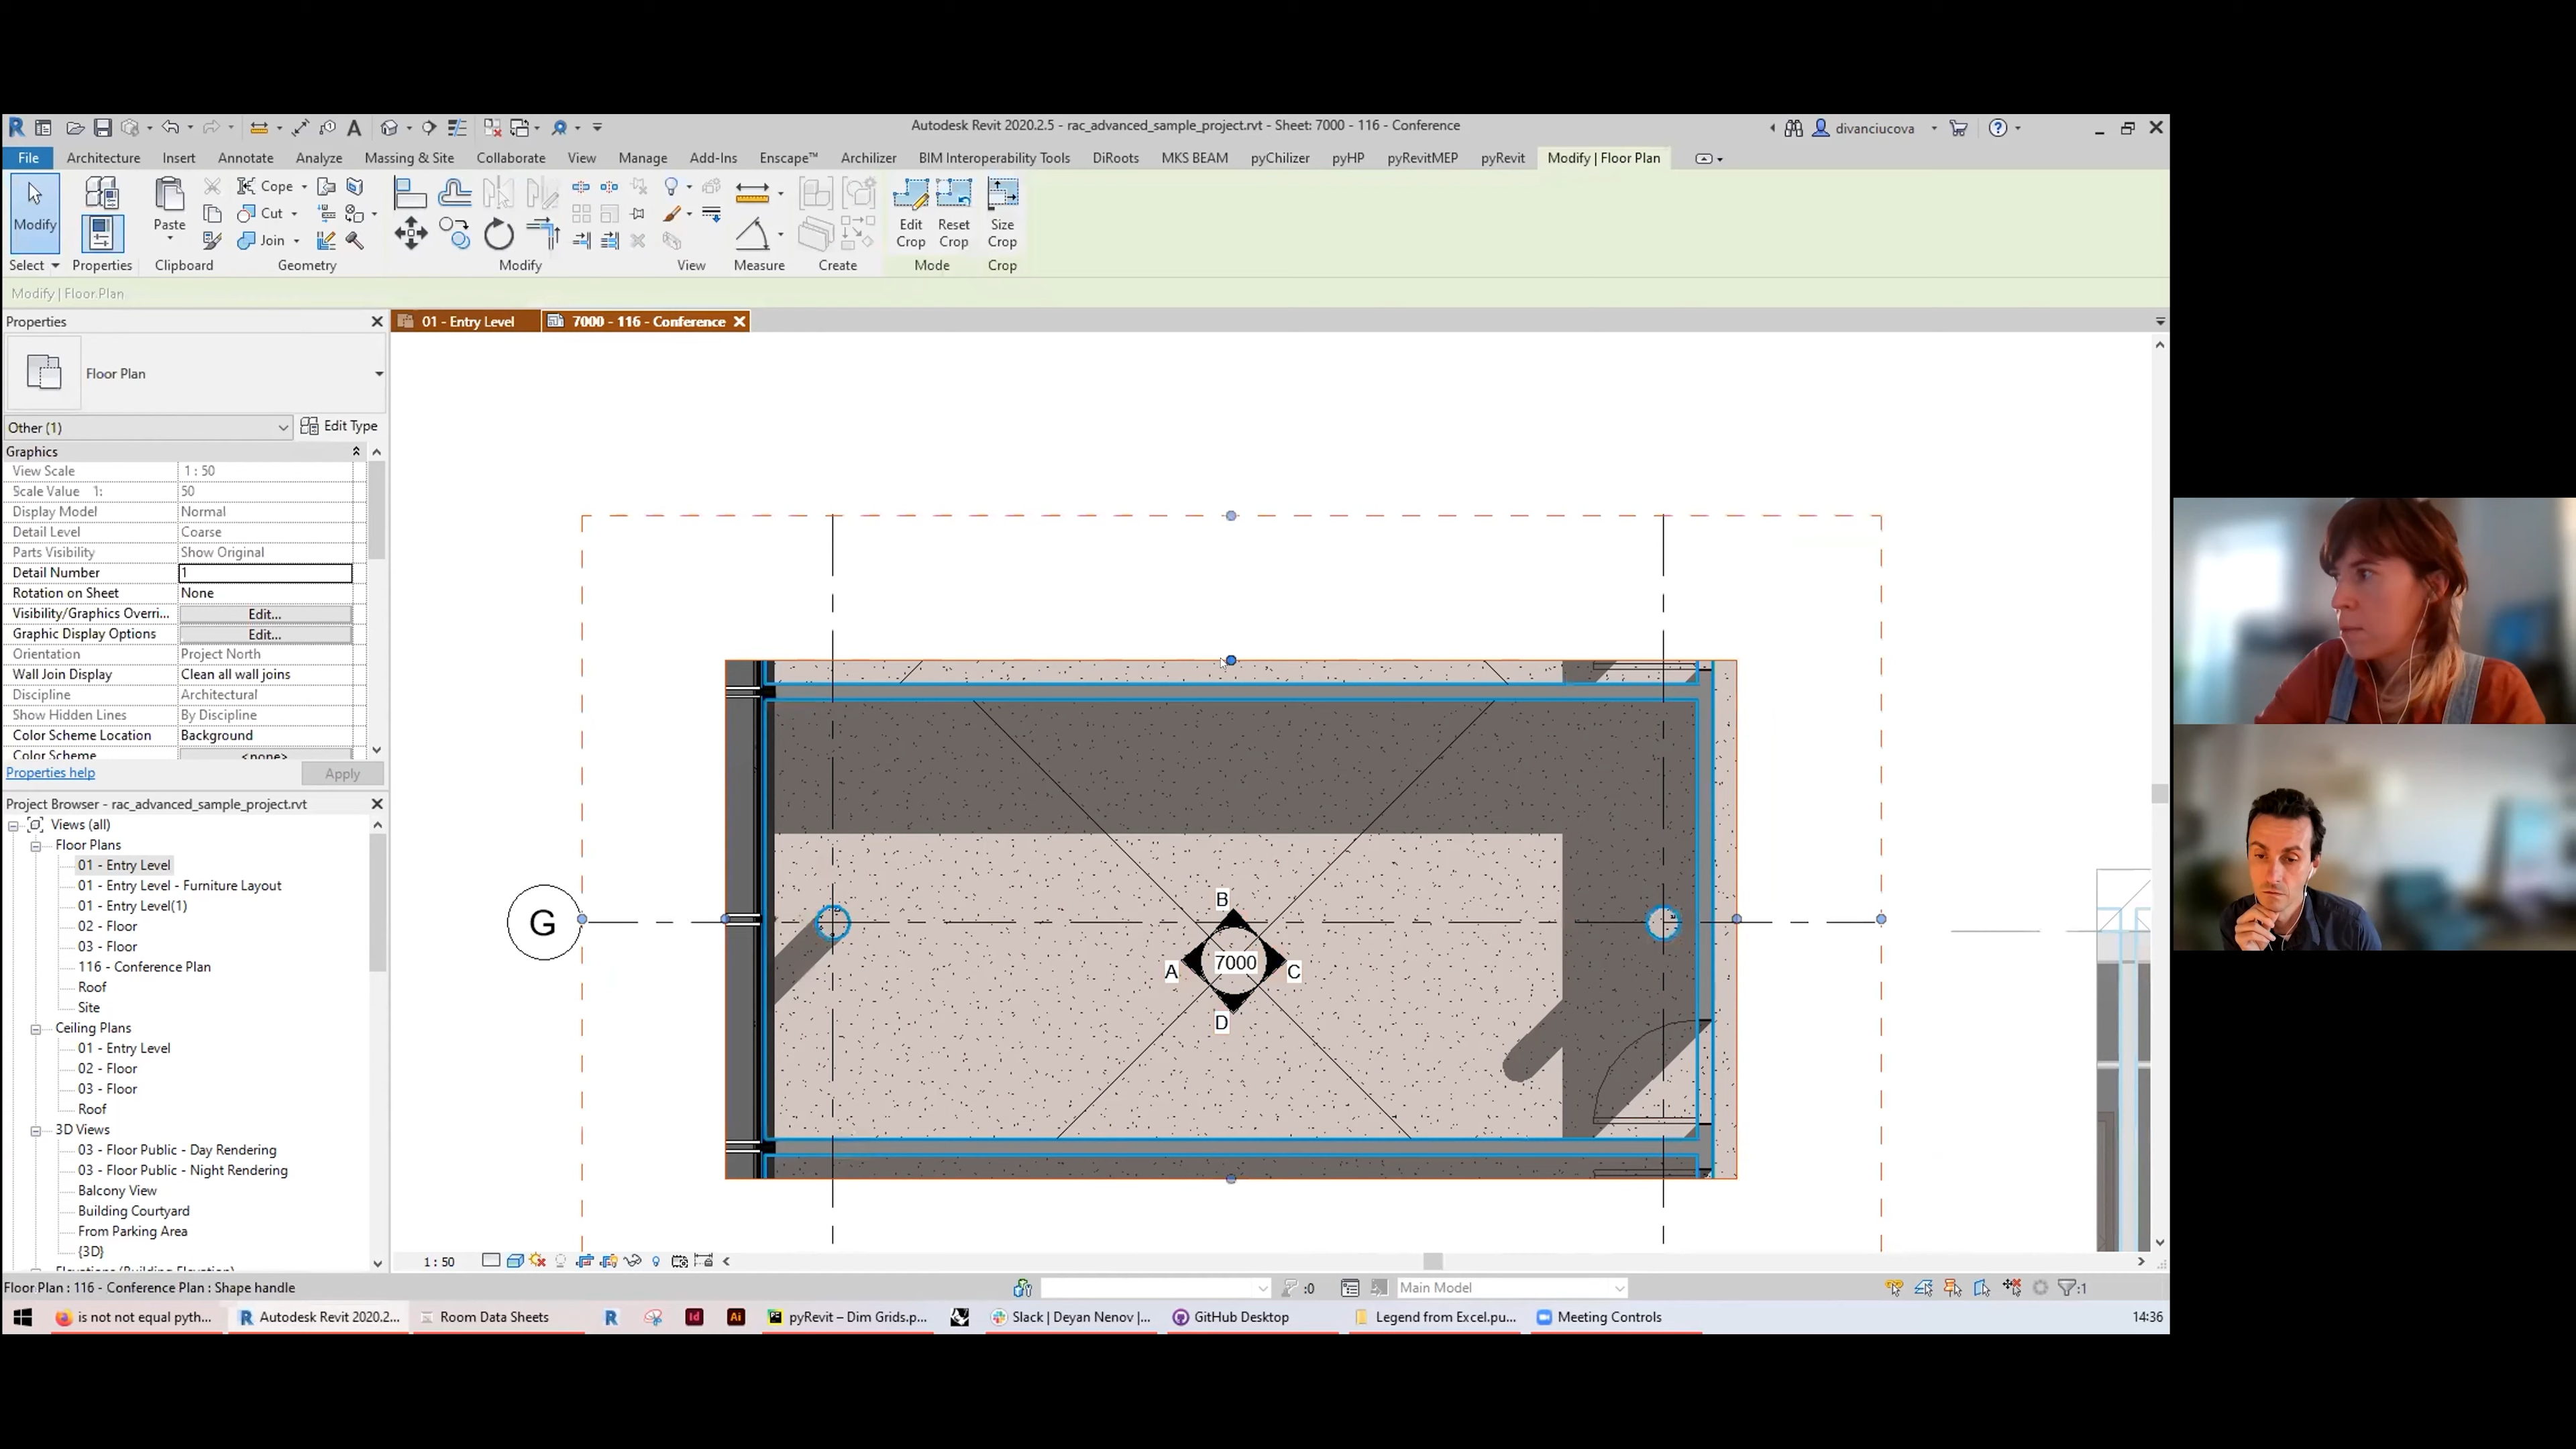 Autodesk Revit 2020.2.5 - rac_advanced_sample_project.rvt - Sheet: 7000 - 116 - Conference
divanciucova
File Architecture Insert Annotate Analyze Massing & Site Collaborate View Manage Add-Ins Enscape™ Archilizer BIM Interoperability Tools DiRoots MKS BEAM pyChilizer pyHP pyRevitMEP pyRevit Modify | Floor Plan
Modify
Paste
Cope
Cut
Join
Edit Crop
Reset Crop
Size Crop
Select Properties Clipboard Geometry Modify View Measure Create Mode Crop
Modify | Floor Plan
Properties
01 - Entry Level
7000 - 116 - Conference
Floor Plan
Other (1)
Edit Type
Graphics
View Scale 1 : 50
Scale Value 1: 50
Display Model Normal
Detail Level Coarse
Parts Visibility Show Original
Detail Number 1
Rotation on Sheet None
Visibility/Graphics Overri... Edit...
Graphic Display Options Edit...
Orientation Project North
Wall Join Display Clean all wall joins
Discipline Architectural
Show Hidden Lines By Discipline
Color Scheme Location Background
Color Scheme <none>
Properties help
Apply
Project Browser - rac_advanced_sample_project.rvt
Views (all)
Floor Plans
01 - Entry Level
01 - Entry Level - Furniture Layout
01 - Entry Level(1)
02 - Floor
03 - Floor
116 - Conference Plan
Roof
Site
Ceiling Plans
01 - Entry Level
02 - Floor
03 - Floor
Roof
3D Views
03 - Floor Public - Day Rendering
03 - Floor Public - Night Rendering
Balcony View
Building Courtyard
From Parking Area
{3D}
Elevations (Building Elevation)
G
B
A
7000
C
D
1 : 50
Floor Plan : 116 - Conference Plan : Shape handle
:0
Main Model
:1
is not not equal pyth...
Autodesk Revit 2020.2...
Room Data Sheets
pyRevit – Dim Grids.p...
Slack | Deyan Nenov |...
GitHub Desktop
Legend from Excel.pu...
Meeting Controls
14:36